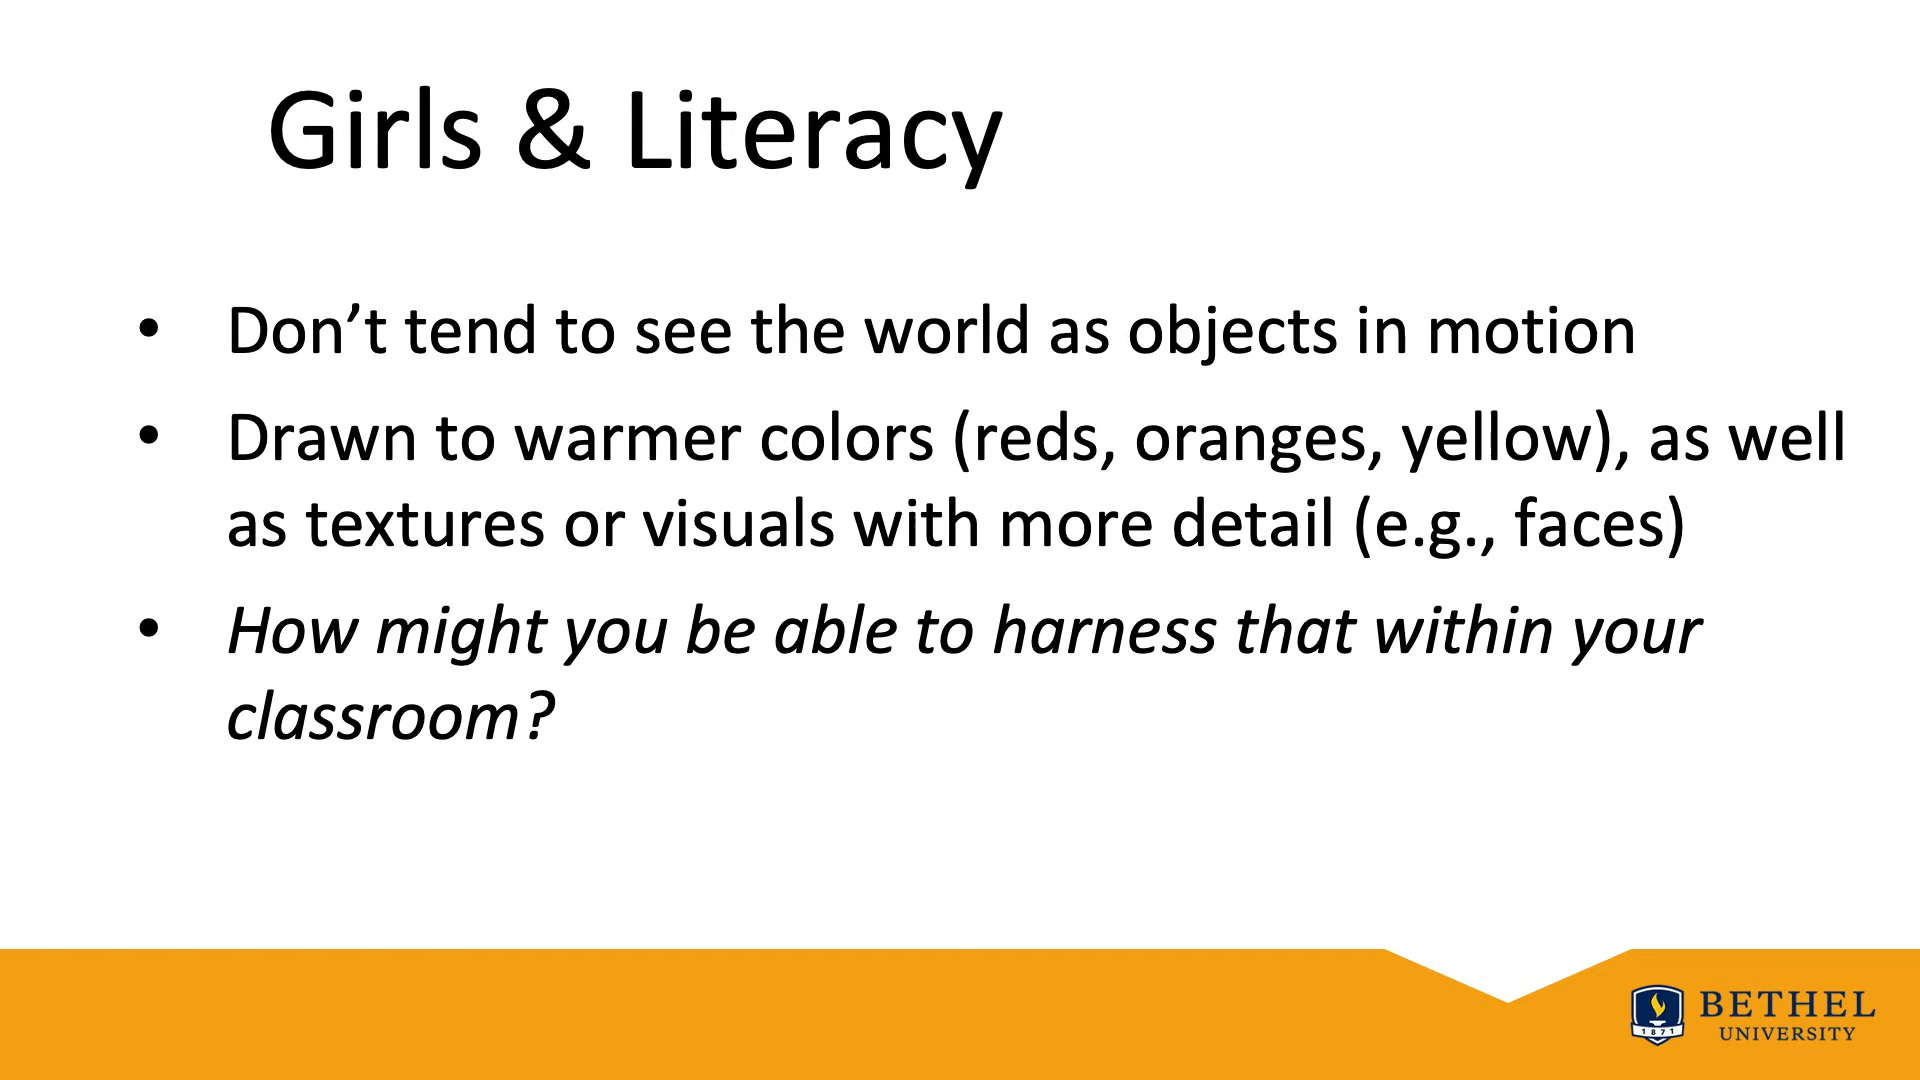 Girls & Literacy
• Don’t tend to see the world as objects in motion
• Drawn to warmer colors (reds, oranges, yellow), as well
as textures or visuals with more detail (e.g., faces)
• How might you be able to harness that within your
classroom?
1871
BETHEL
UNIVERSITY